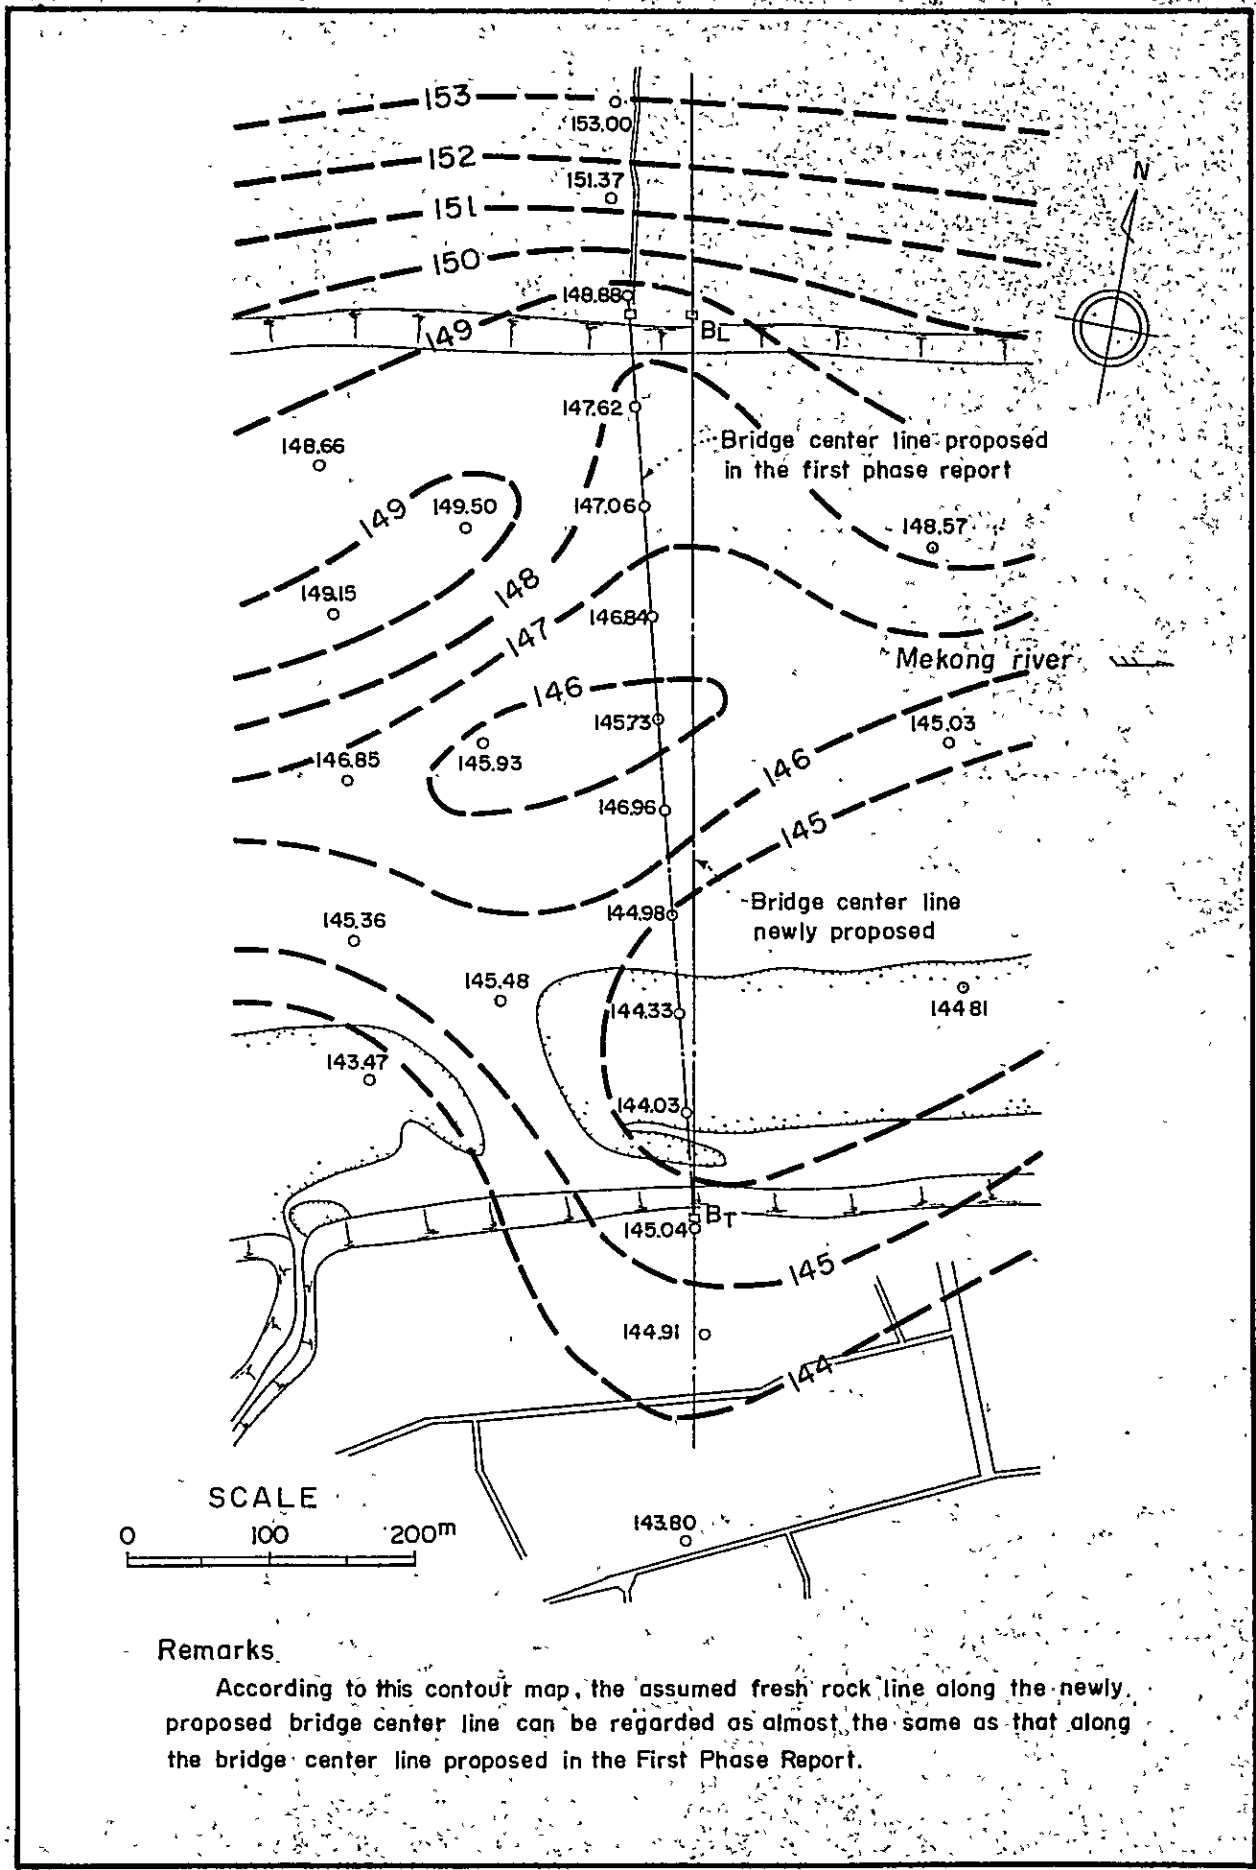 153
153.00
N
152
151.37
151
150
148.88
149
BL
147.62
Bridge center line proposed
in the first phase report
148.66
149
149.50
147.06
148.57
149.15
148
146.84
147
Mekong river
146
145.73
145.03
146.85
145.93
146
146.96
145
Bridge center line
newly proposed
145.36
144.98
145.48
144.33
144 81
143.47
144.03
BT
145.04
145
144.91
144
SCALE
0 100 200m
143.80
Remarks
According to this contour map, the assumed fresh rock line along the newly
proposed bridge center line can be regarded as almost the same as that along
the bridge center line proposed in the First Phase Report.